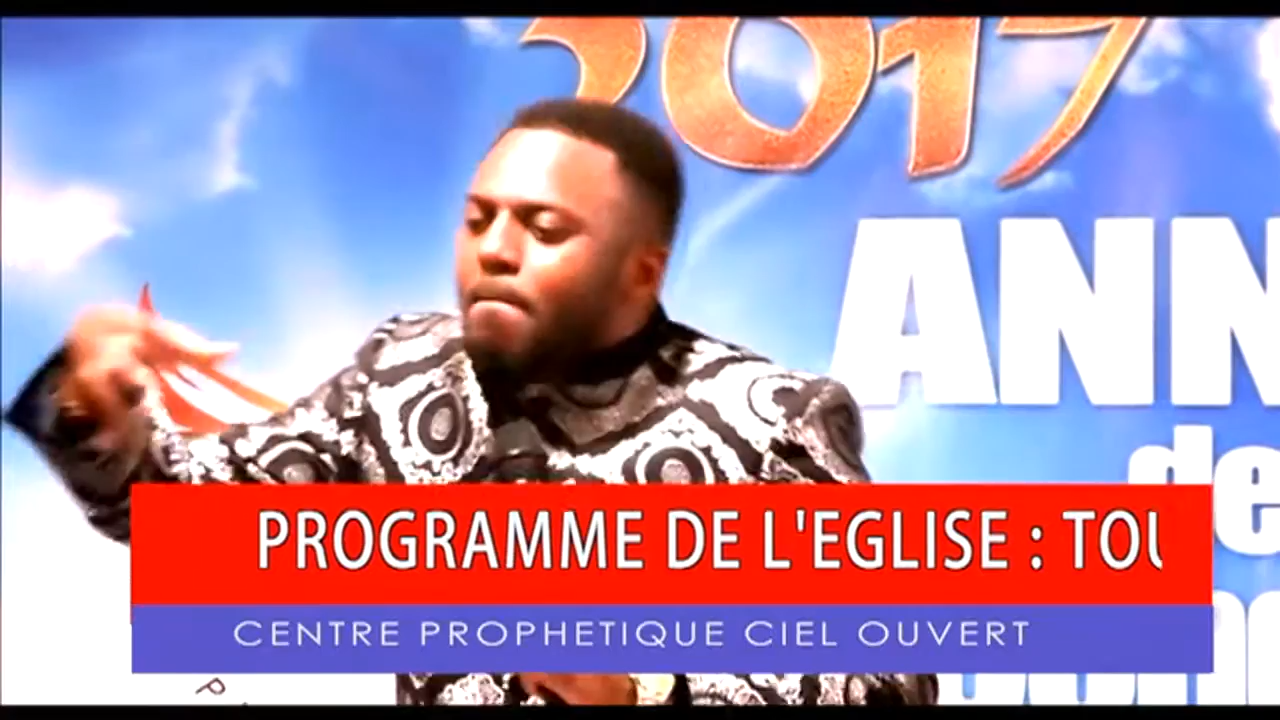 2017
ANN
de
PROGRAMME DE L'EGLISE : TOU
CENTRE PROPHETIQUE CIEL OUVERT
P